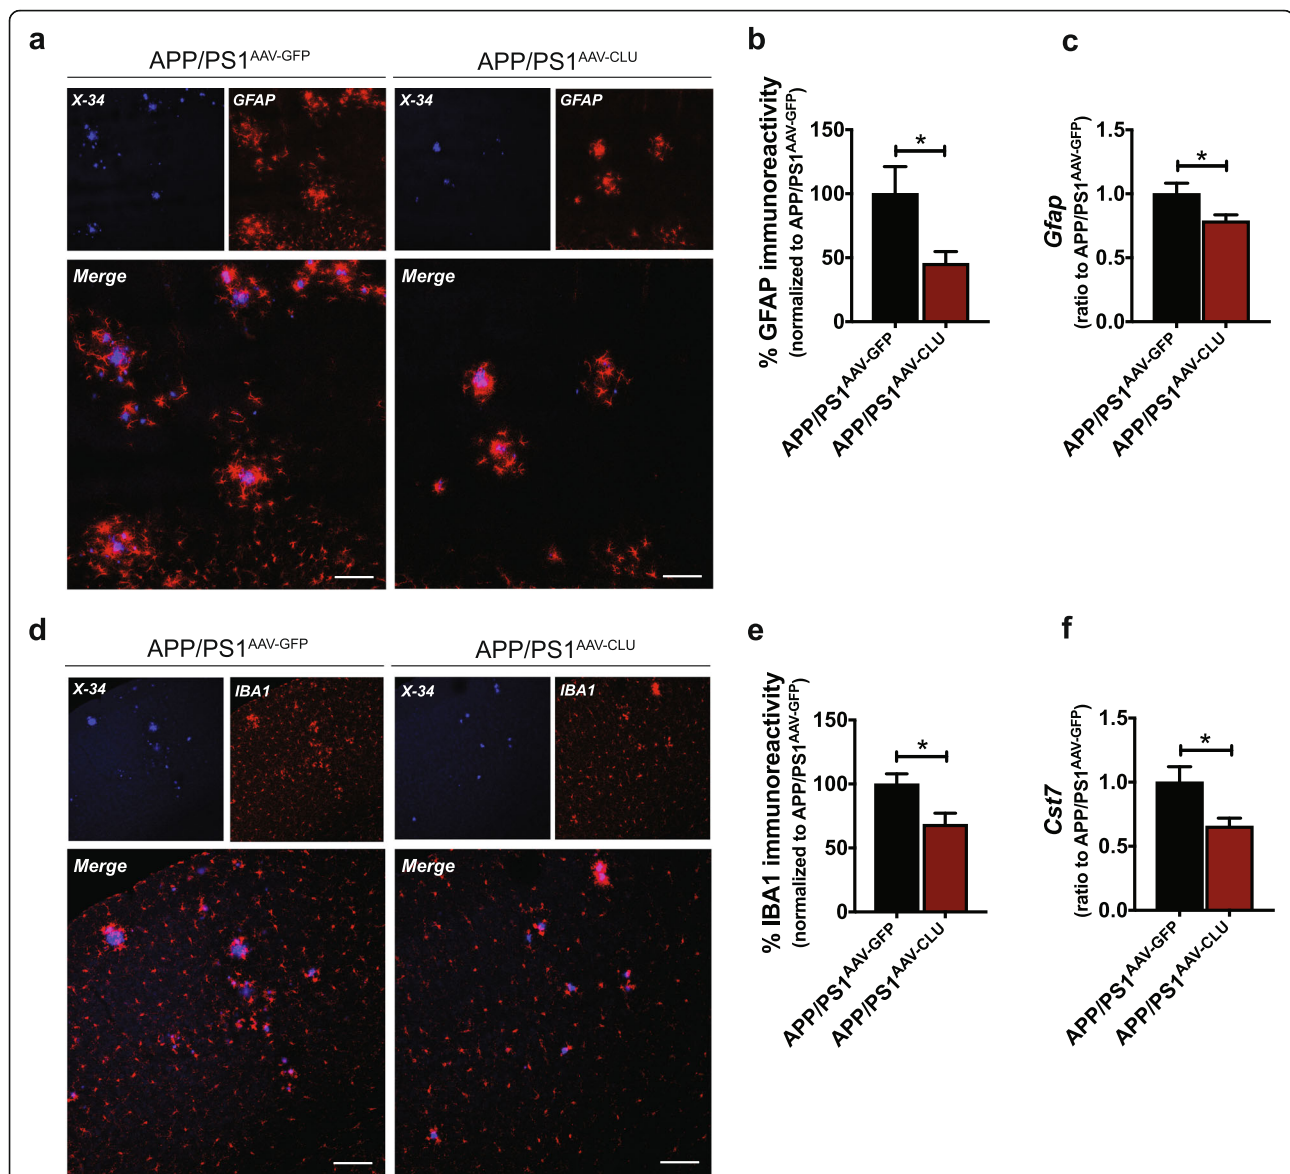 a
APP/PS1AAV-GFP
APP/PS1AAV-CLU
X-34
GFAP
X-34
GFAP
Merge
Merge
b
% GFAP immunoreactivity
(normalized to APP/PS1AAV-GFP)
150
100
50
0
*
APP/PS1AAV-GFP
APP/PS1AAV-CLU
c
Gfap
(ratio to APP/PS1AAV-GFP)
1.5
1.0
0.5
0.0
*
APP/PS1AAV-GFP
APP/PS1AAV-CLU
d
APP/PS1AAV-GFP
APP/PS1AAV-CLU
X-34
IBA1
X-34
IBA1
Merge
Merge
e
% IBA1 immunoreactivity
(normalized to APP/PS1AAV-GFP)
150
100
50
0
*
APP/PS1AAV-GFP
APP/PS1AAV-CLU
f
Cst7
(ratio to APP/PS1AAV-GFP)
1.5
1.0
0.5
0.0
*
APP/PS1AAV-GFP
APP/PS1AAV-CLU